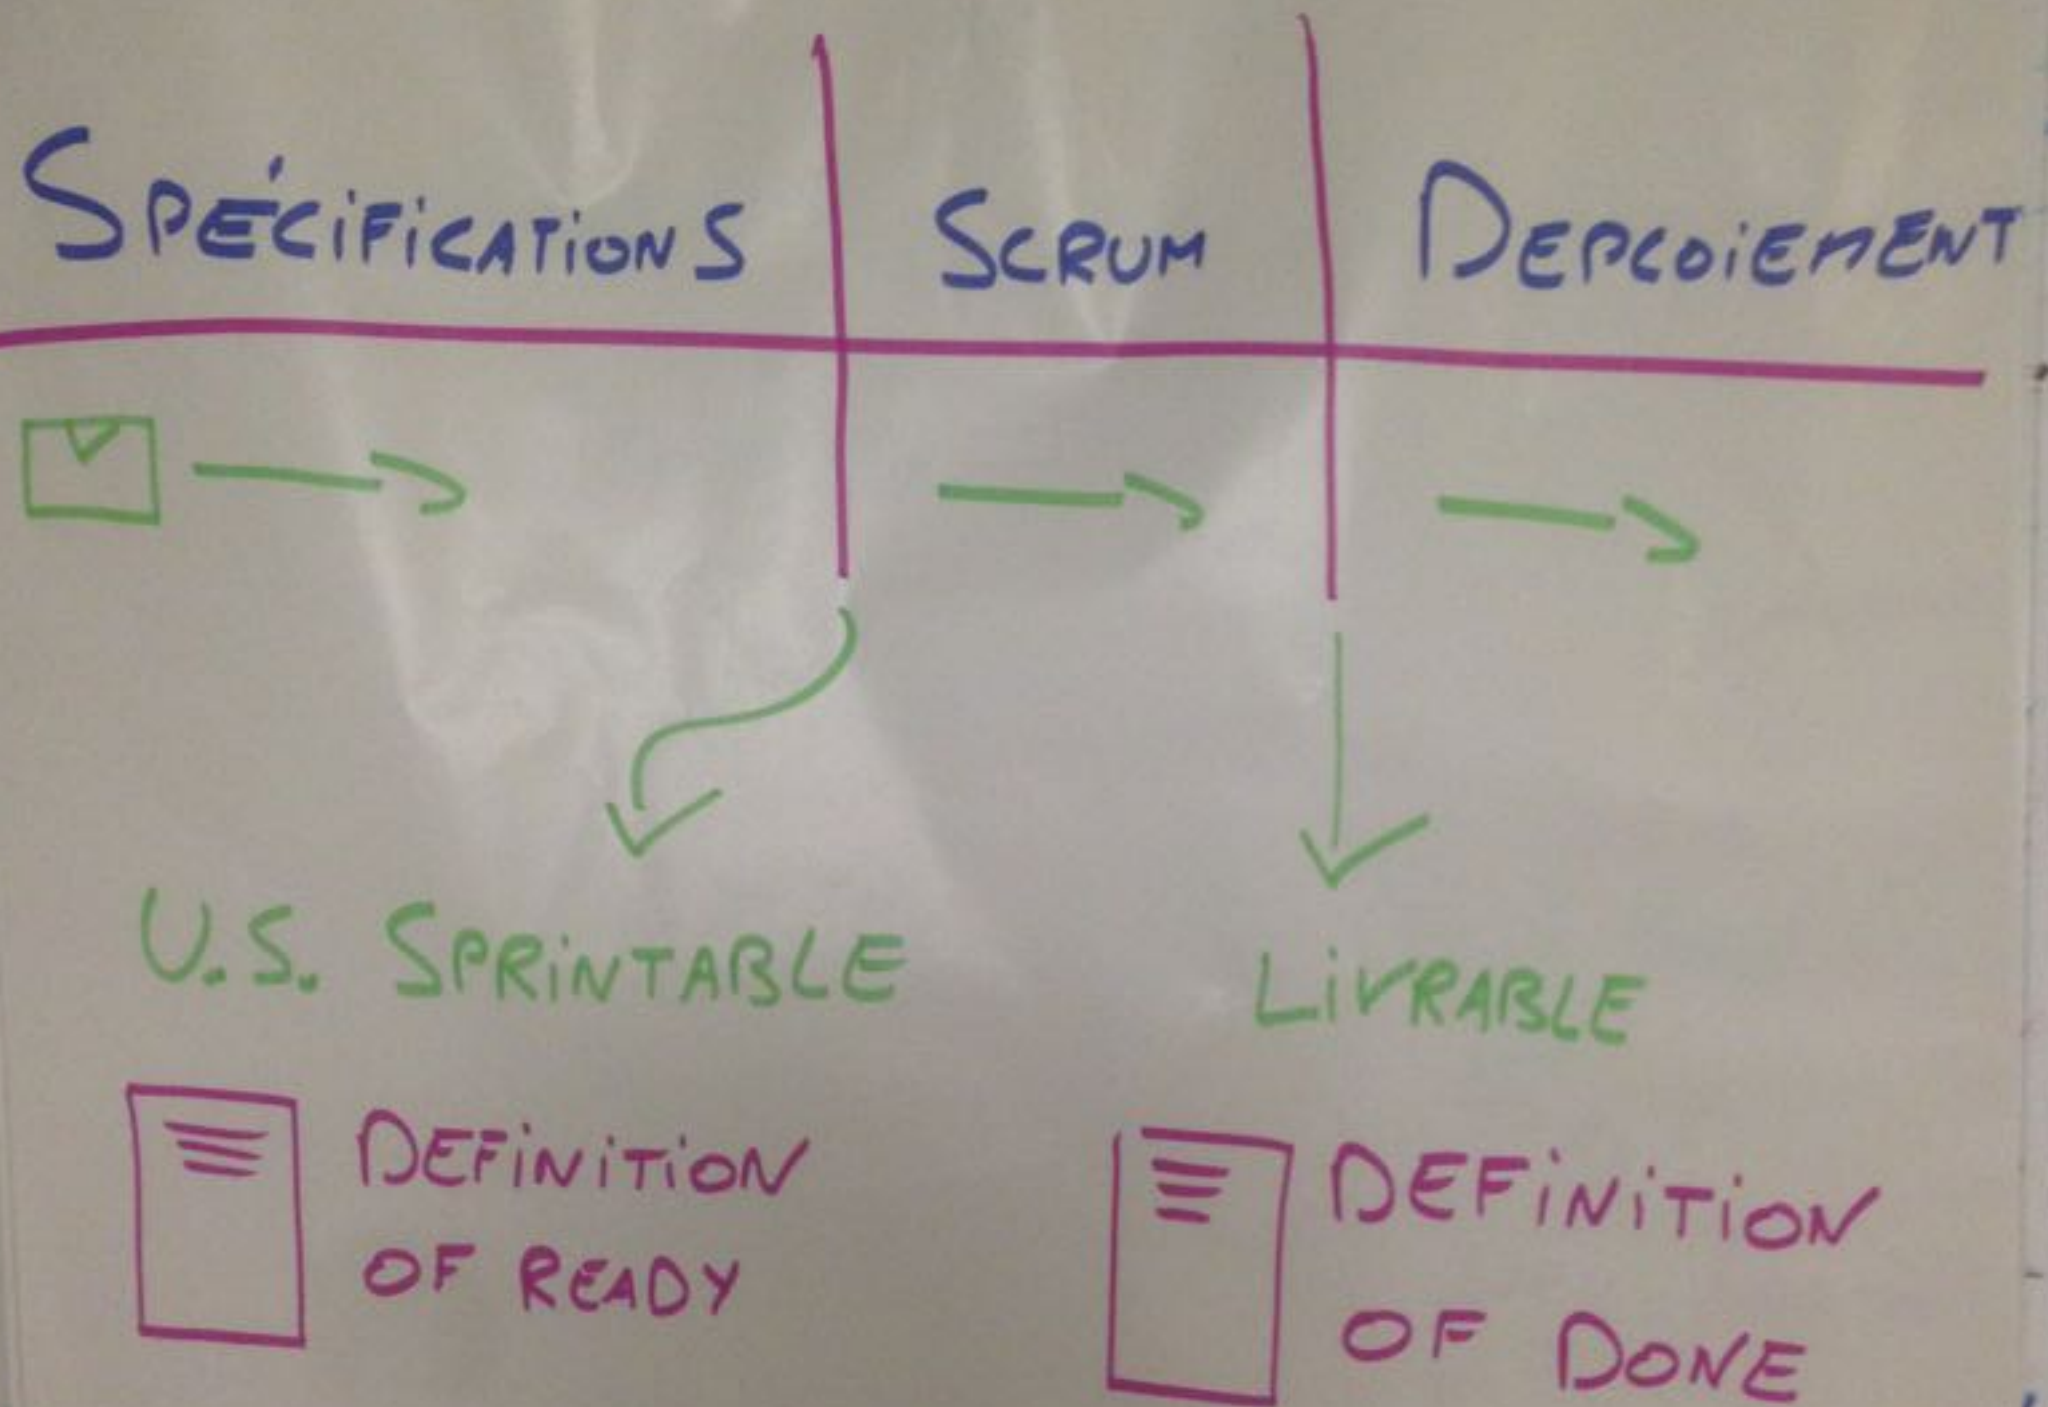 SPÉCIFICATIONS
SCRUM
DEPLOIEMENT
U.S. SPRINTABLE
LIVRABLE
DEFINITION
OF READY
DEFINITION
OF DONE